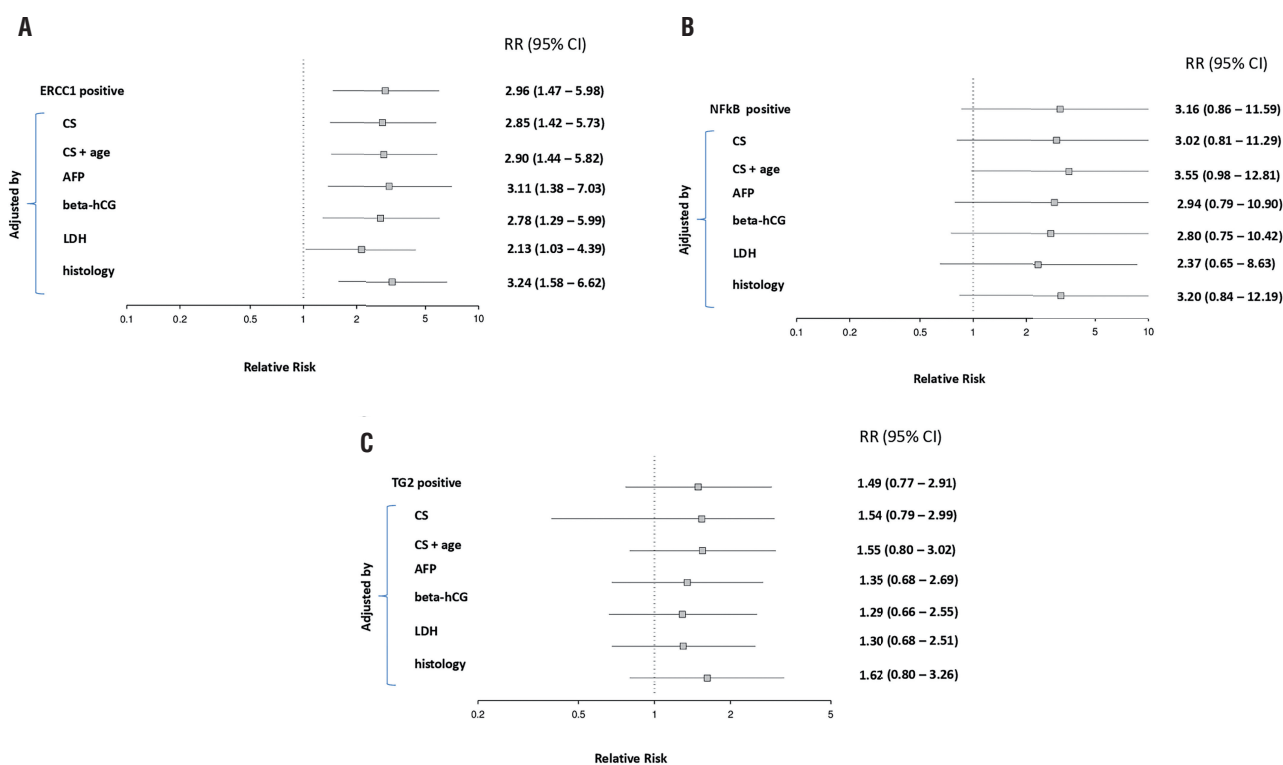 A
RR (95% CI)
ERCC1 positive 2.96 (1.47 – 5.98)
Adjusted by
CS 2.85 (1.42 – 5.73)
CS + age 2.90 (1.44 – 5.82)
AFP 3.11 (1.38 – 7.03)
beta-hCG 2.78 (1.29 – 5.99)
LDH 2.13 (1.03 – 4.39)
histology 3.24 (1.58 – 6.62)
0.1 0.2 0.5 1 2 5 10
Relative Risk
B
RR (95% CI)
NFkB positive 3.16 (0.86 – 11.59)
Ajdusted by
CS 3.02 (0.81 – 11.29)
CS + age 3.55 (0.98 – 12.81)
AFP 2.94 (0.79 – 10.90)
beta-hCG 2.80 (0.75 – 10.42)
LDH 2.37 (0.65 – 8.63)
histology 3.20 (0.84 – 12.19)
0.1 0.2 0.5 1 2 5 10
Relative Risk
C
RR (95% CI)
TG2 positive 1.49 (0.77 – 2.91)
Adjusted by
CS 1.54 (0.79 – 2.99)
CS + age 1.55 (0.80 – 3.02)
AFP 1.35 (0.68 – 2.69)
beta-hCG 1.29 (0.66 – 2.55)
LDH 1.30 (0.68 – 2.51)
histology 1.62 (0.80 – 3.26)
0.2 0.5 1 2 5
Relative Risk